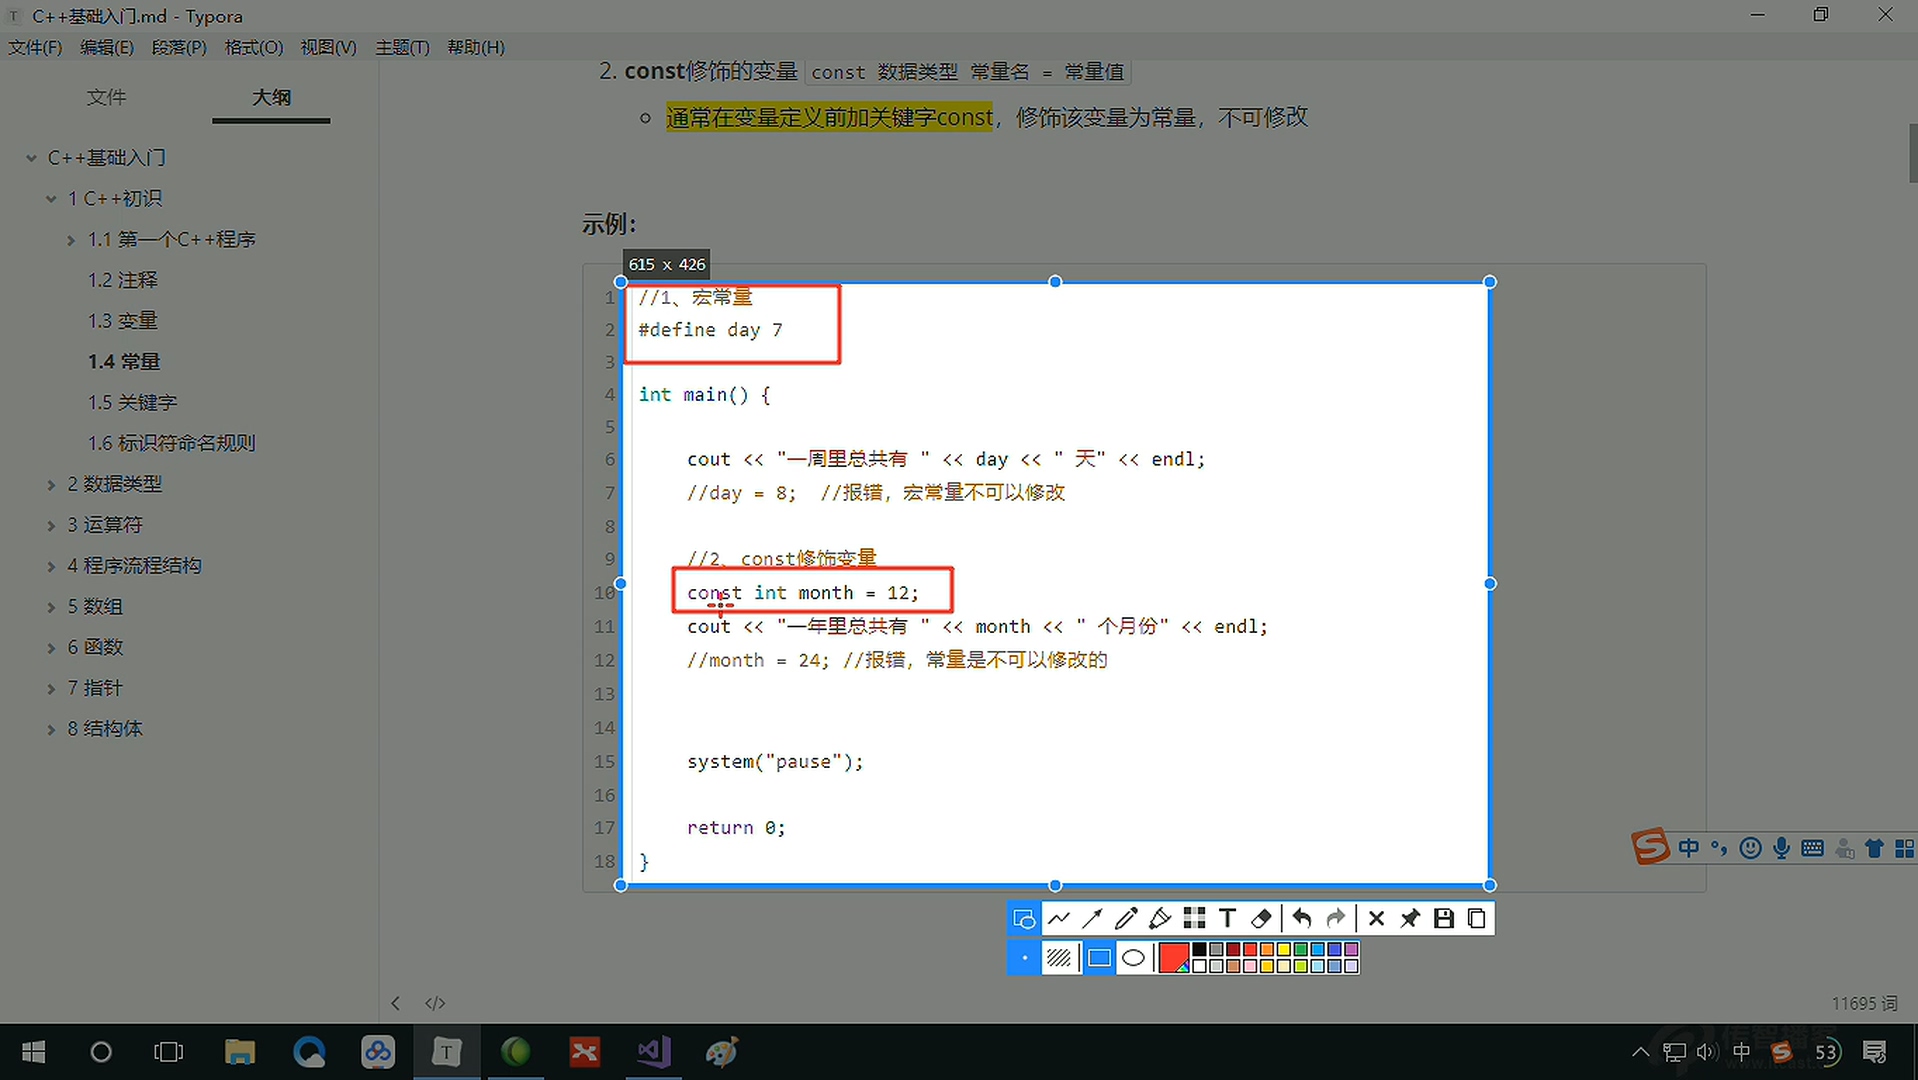 C++基础入门.md - Typora
文件(F) 编辑(E) 段落(P) 格式(O) 视图(V) 主题(T) 帮助(H)
文件 大纲
C++基础入门
1 C++初识
1.1 第一个C++程序
1.2 注释
1.3 变量
1.4 常量
1.5 关键字
1.6 标识符命名规则
2 数据类型
3 运算符
4 程序流程结构
5 数组
6 函数
7 指针
8 结构体
2. const修饰的变量 const 数据类型 常量名 = 常量值
通常在变量定义前加关键字const，修饰该变量为常量，不可修改
示例：
615 x 426
1 //1、宏常量
2 #define day 7
3
4 int main() {
5
6 cout << "一周里总共有 " << day << " 天" << endl;
7 //day = 8;  //报错，宏常量不可以修改
8
9 //2、const修饰变量
10 const int month = 12;
11 cout << "一年里总共有 " << month << " 个月份" << endl;
12 //month = 24; //报错，常量是不可以修改的
13
14
15 system("pause");
16
17 return 0;
18 }
中
11695 词
中 53
传智播客